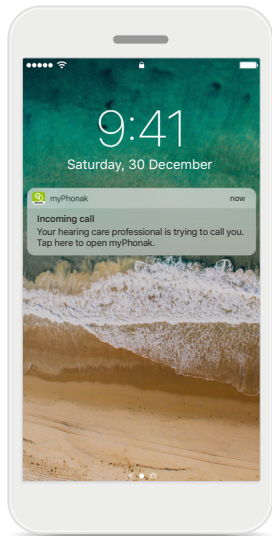 9:41
Saturday, 30 December
myPhonak now
Incoming call
Your hearing care professional is trying to call you.
Tap here to open myPhonak.